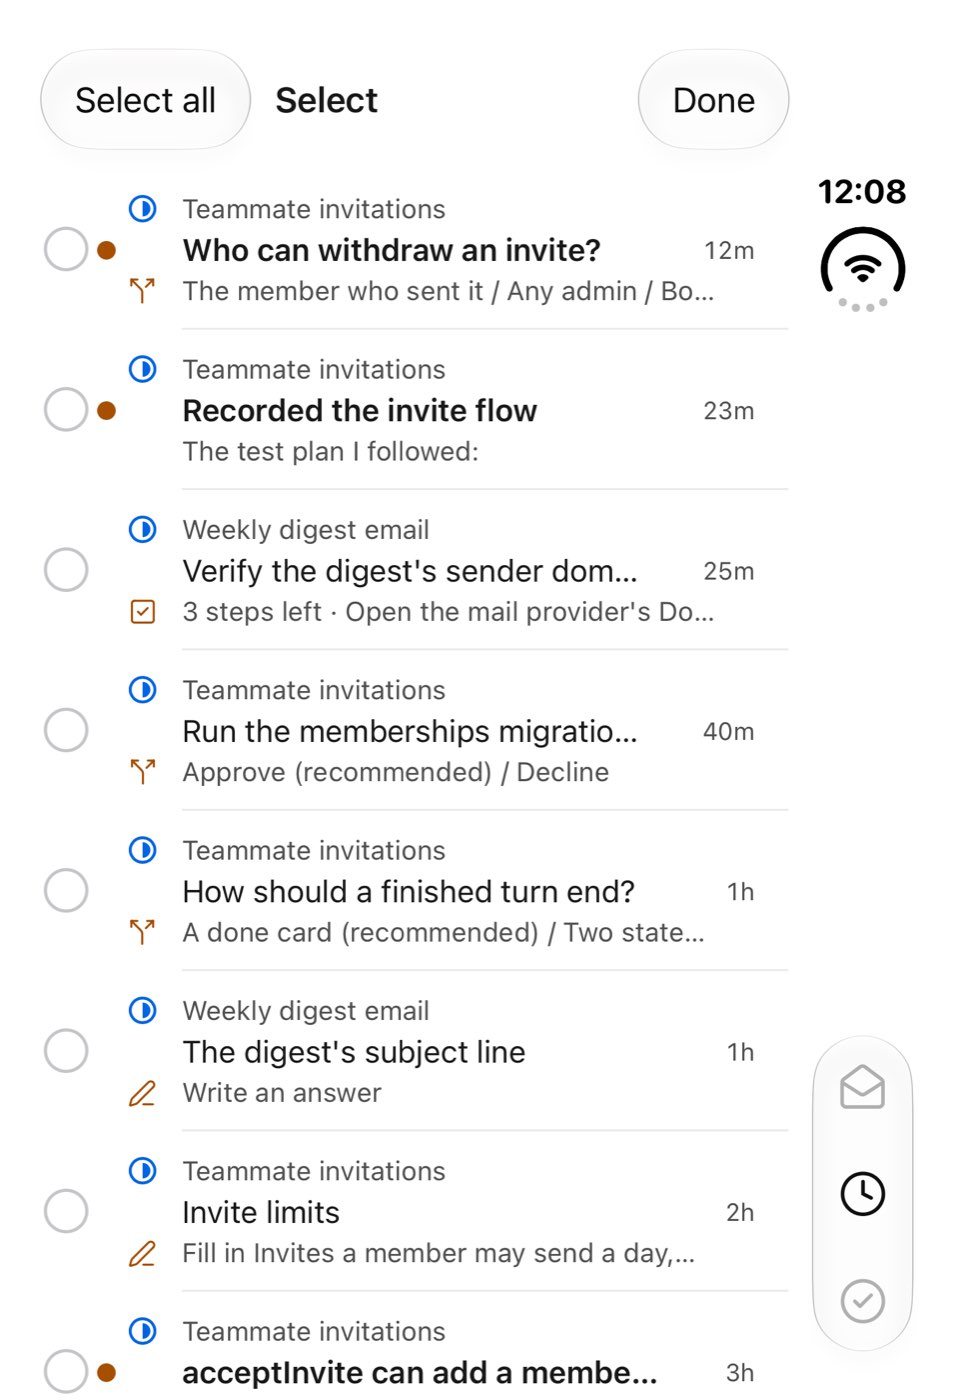 Select all Select Done
12:08
Teammate invitations
Who can withdraw an invite? 12m
The member who sent it / Any admin / Bo...
Teammate invitations
Recorded the invite flow 23m
The test plan I followed:
Weekly digest email
Verify the digest's sender dom... 25m
3 steps left · Open the mail provider's Do...
Teammate invitations
Run the memberships migratio... 40m
Approve (recommended) / Decline
Teammate invitations
How should a finished turn end? 1h
A done card (recommended) / Two state...
Weekly digest email
The digest's subject line 1h
Write an answer
Teammate invitations
Invite limits 2h
Fill in Invites a member may send a day,...
Teammate invitations
acceptInvite can add a membe... 3h